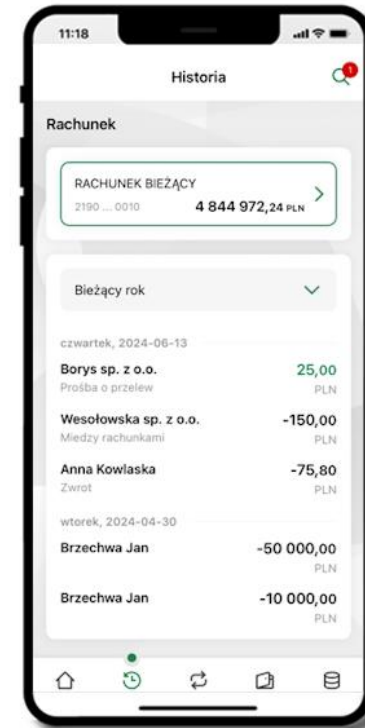 11:18
Historia
1
Rachunek
RACHUNEK BIEŻĄCY
2190 ... 0010 4 844 972,24 PLN
Bieżący rok
czwartek, 2024-06-13
Borys sp. z o.o. 25,00
Prośba o przelew PLN
Wesołowska sp. z o.o. -150,00
Miedzy rachunkami PLN
Anna Kowlaska -75,80
Zwrot PLN
wtorek, 2024-04-30
Brzechwa Jan -50 000,00
PLN
Brzechwa Jan -10 000,00
PLN